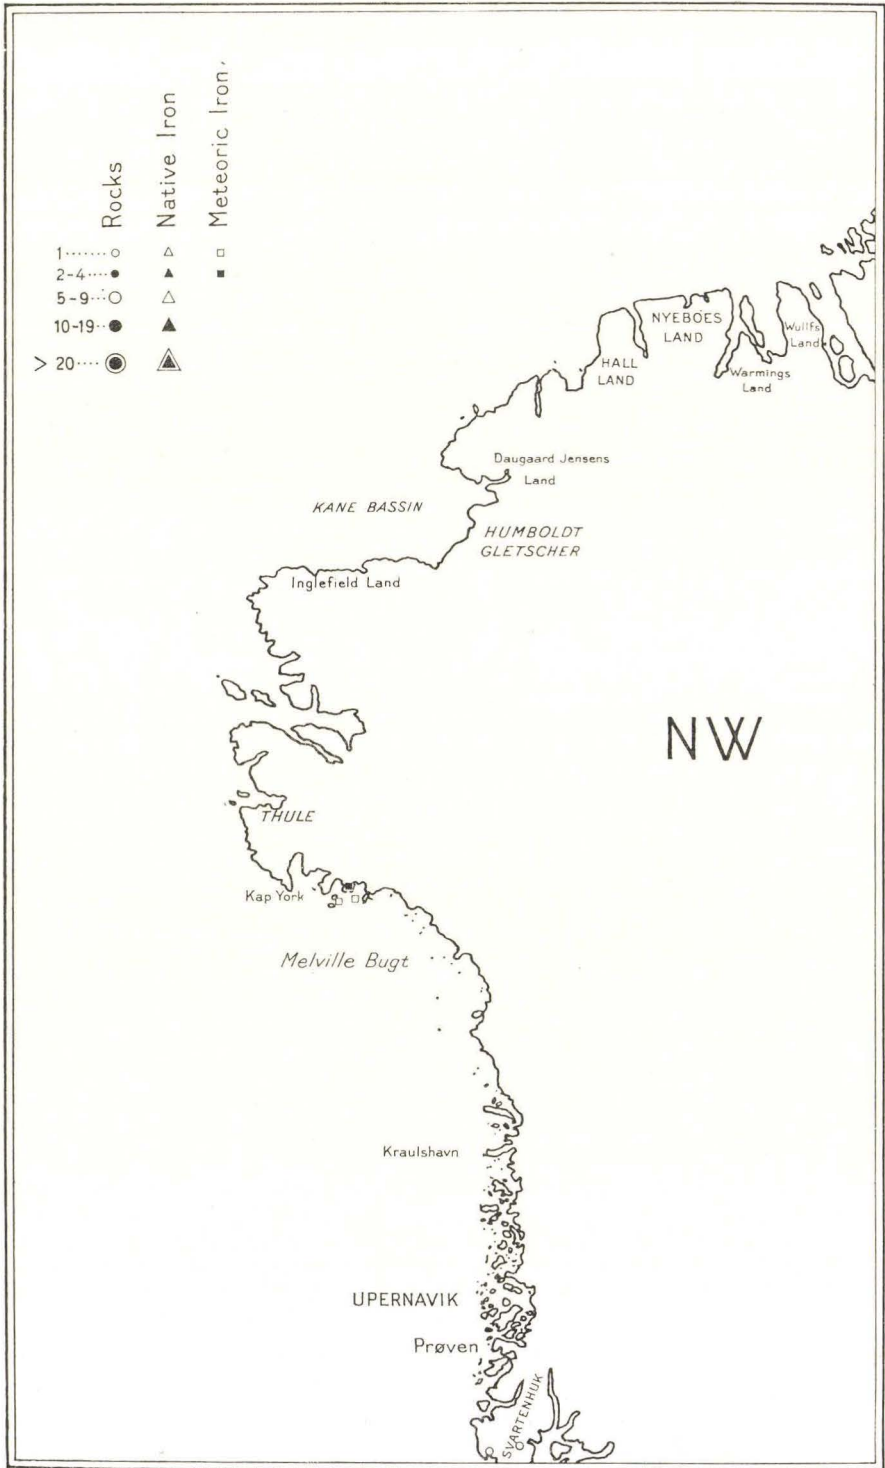 Rocks
Native Iron
Meteoric Iron.
1
2-4
5-9
10-19
> 20
NYEBOES
LAND
Wulffs
Land
HALL
LAND
Warmings
Land
Daugaard Jensens
Land
KANE BASSIN
HUMBOLDT
GLETSCHER
Inglefield Land
NW
THULE
Kap York
Melville Bugt
Kraulshavn
UPERNAVIK
Prøven
SVARTENHUK